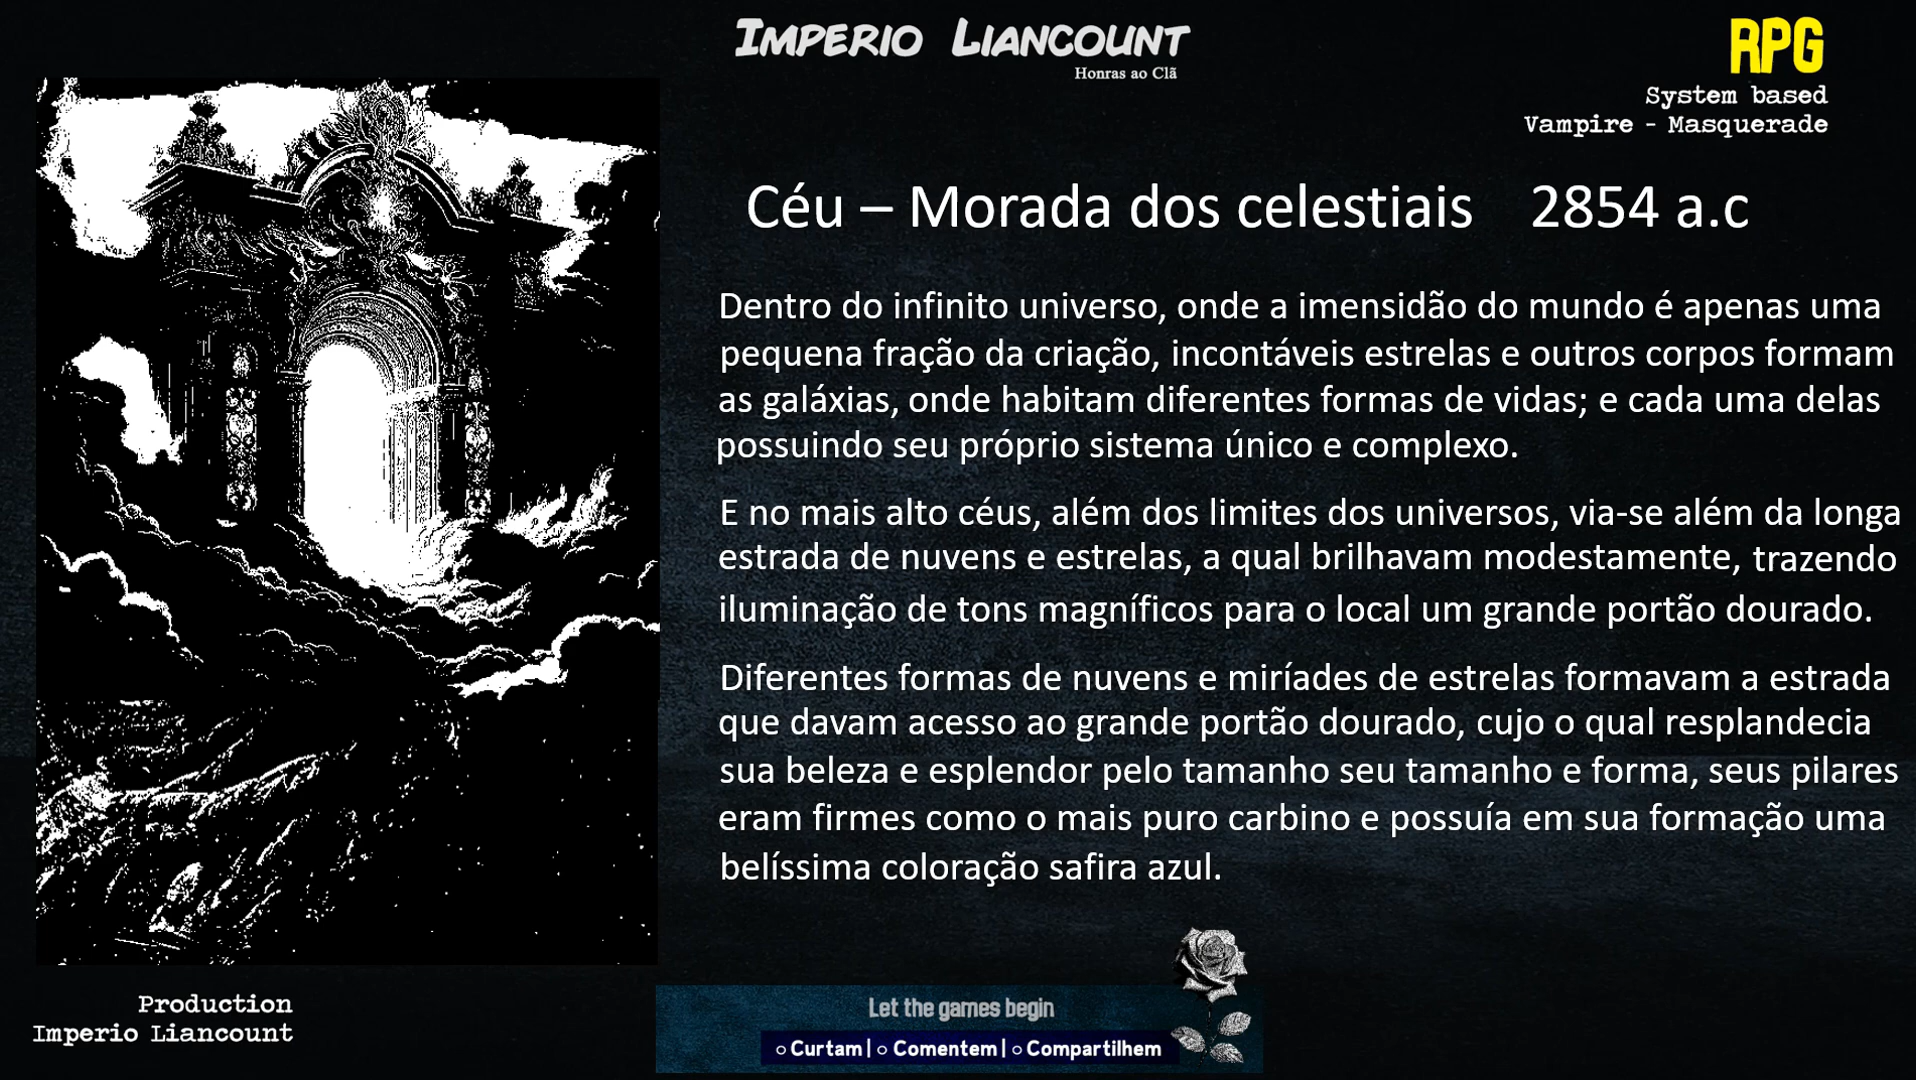 IMPERIO LIANCOUNT
Honras ao Clã
RPG
System based
Vampire - Masquerade
Céu – Morada dos celestiais 2854 a.c
Dentro do infinito universo, onde a imensidão do mundo é apenas uma
pequena fração da criação, incontáveis estrelas e outros corpos formam
as galáxias, onde habitam diferentes formas de vidas; e cada uma delas
possuindo seu próprio sistema único e complexo.
E no mais alto céus, além dos limites dos universos, via-se além da longa
estrada de nuvens e estrelas, a qual brilhavam modestamente, trazendo
iluminação de tons magníficos para o local um grande portão dourado.
Diferentes formas de nuvens e miríades de estrelas formavam a estrada
que davam acesso ao grande portão dourado, cujo o qual resplandecia
sua beleza e esplendor pelo tamanho seu tamanho e forma, seus pilares
eram firmes como o mais puro carbino e possuía em sua formação uma
belíssima coloração safira azul.
Production
Imperio Liancount
Let the games begin
○ Curtam| ○ Comentem| ○ Compartilhem